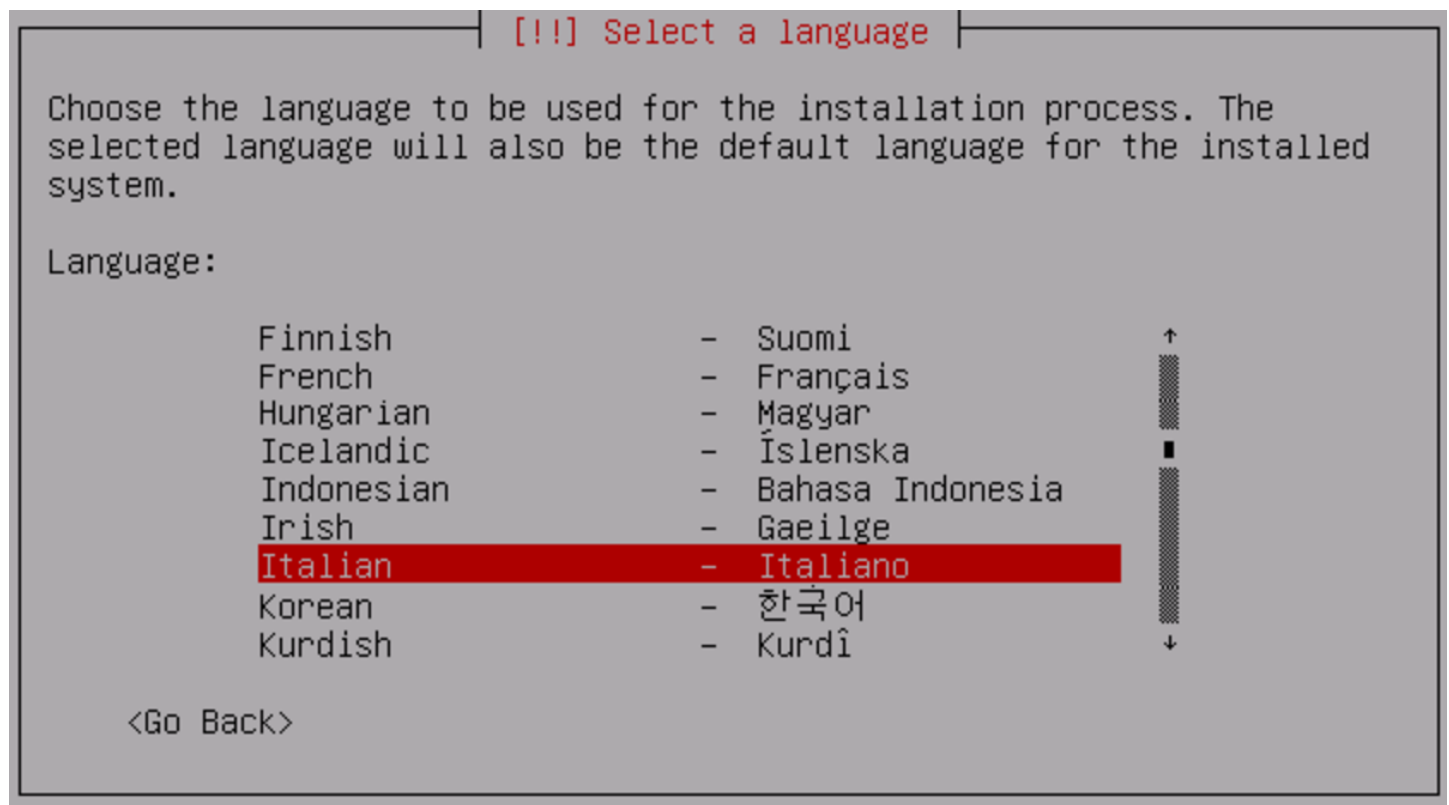 [!!] Select a language
Choose the language to be used for the installation process. The
selected language will also be the default language for the installed
system.
Language:
Finnish - Suomi
French - Français
Hungarian - Magyar
Icelandic - Íslenska
Indonesian - Bahasa Indonesia
Irish - Gaeilge
Italian - Italiano
Korean - 한국어
Kurdish - Kurdî
<Go Back>